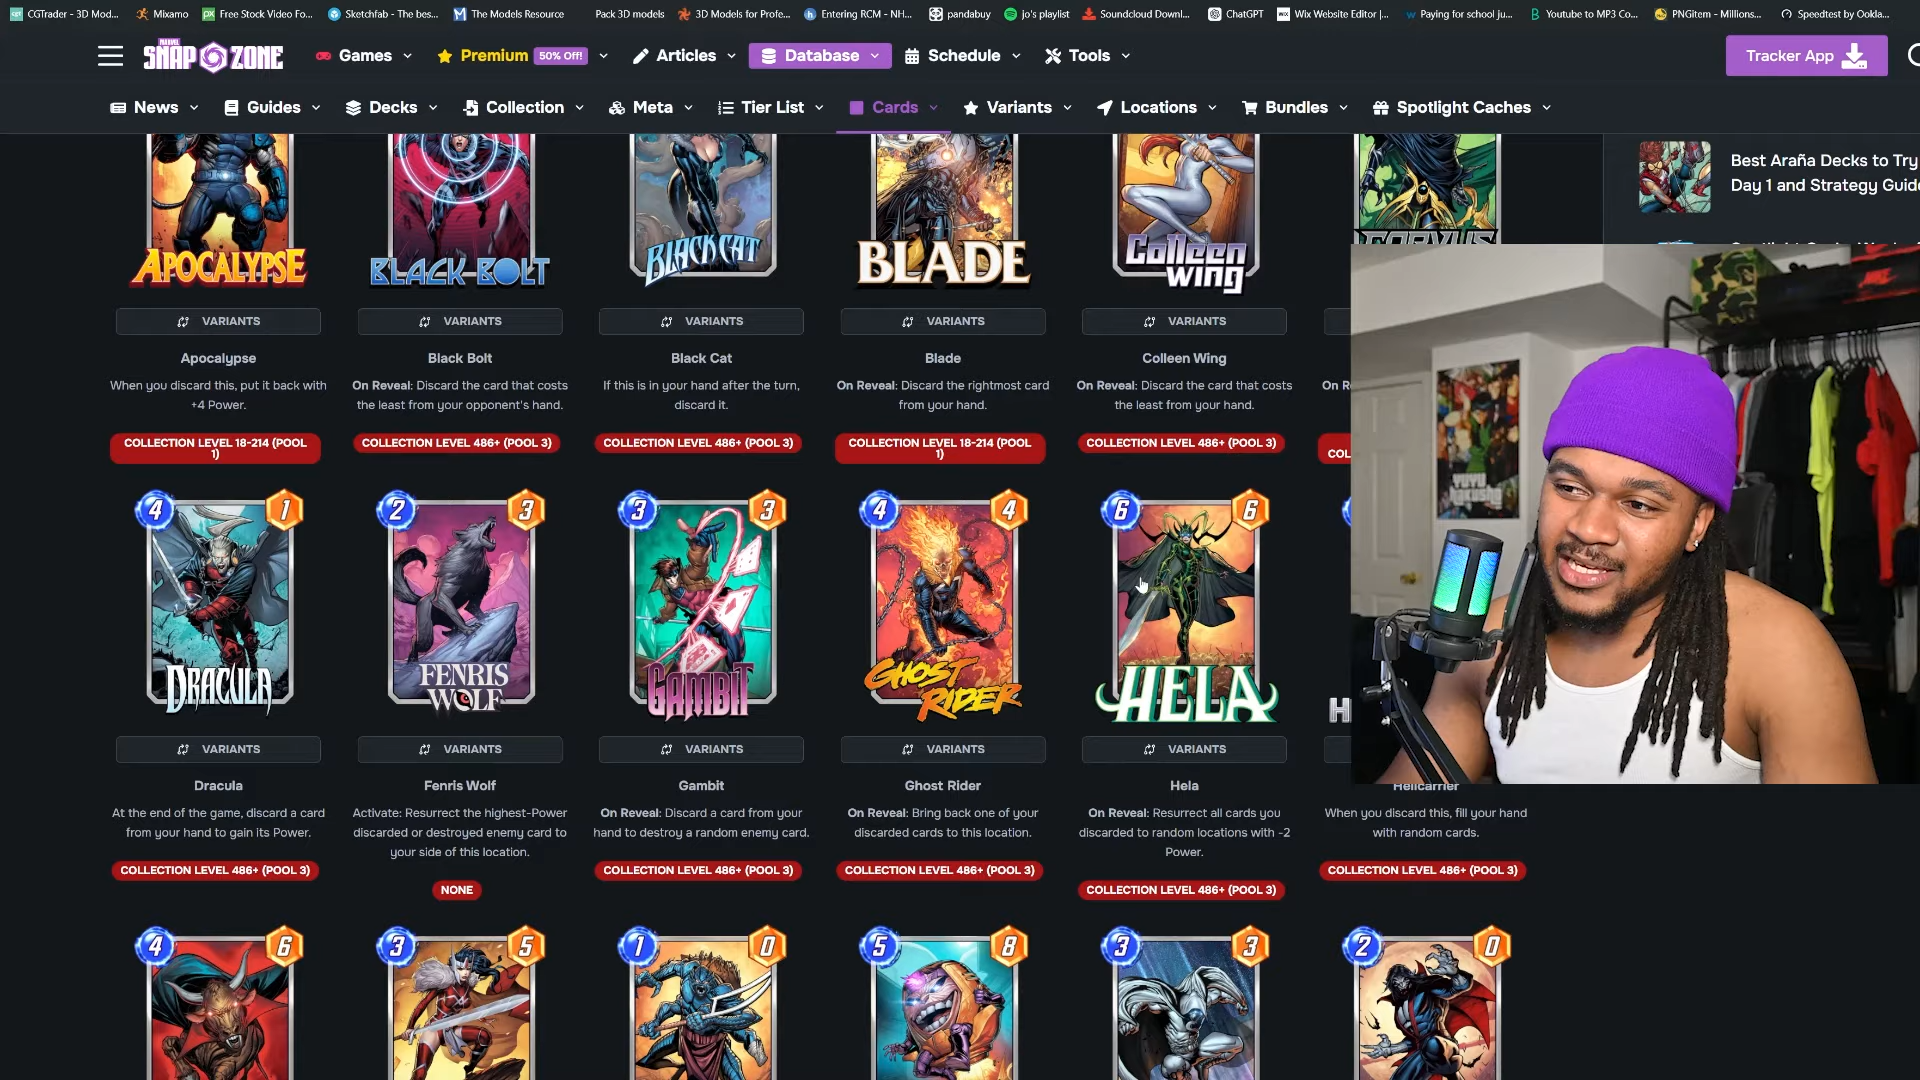 CGTrader - 3D Mod...
Mixamo
Free Stock Video Fo...
Sketchfab - The bes...
The Models Resource
Pack 3D models
3D Models for Profe...
Entering RCM - NH...
pandabuy
jo's playlist
Soundcloud Downl...
ChatGPT
Wix Website Editor |...
Paying for school ju...
Youtube to MP3 Co...
PNGitem - Millions...
Speedtest by Ookla...
MARVEL SNAP ZONE
Games
Premium 50% Off!
Articles
Database
Schedule
Tools
Tracker App
News
Guides
Decks
Collection
Meta
Tier List
Cards
Variants
Locations
Bundles
Spotlight Caches
Best Araña Decks to Try
Day 1 and Strategy Guide
APOCALYPSE
BLACK BOLT
BLACK CAT
BLADE
Colleen
Wing
VARIANTS
VARIANTS
VARIANTS
VARIANTS
VARIANTS
Apocalypse
When you discard this, put it back with
+4 Power.
COLLECTION LEVEL 18-214 (POOL
1)
Black Bolt
On Reveal: Discard the card that costs
the least from your opponent's hand.
COLLECTION LEVEL 486+ (POOL 3)
Black Cat
If this is in your hand after the turn,
discard it.
COLLECTION LEVEL 486+ (POOL 3)
Blade
On Reveal: Discard the rightmost card
from your hand.
COLLECTION LEVEL 18-214 (POOL
1)
Colleen Wing
On Reveal: Discard the card that costs
the least from your hand.
COLLECTION LEVEL 486+ (POOL 3)
On R
COL
YUYU
HAKUSHO
4 1
DRACULA
2 3
FENRIS
WOLF
3 3
GAMBIT
4 4
GHOST
RIDER
6 6
HELA
H
VARIANTS
VARIANTS
VARIANTS
VARIANTS
VARIANTS
Dracula
At the end of the game, discard a card
from your hand to gain its Power.
COLLECTION LEVEL 486+ (POOL 3)
Fenris Wolf
Activate: Resurrect the highest-Power
discarded or destroyed enemy card to
your side of this location.
NONE
Gambit
On Reveal: Discard a card from your
hand to destroy a random enemy card.
COLLECTION LEVEL 486+ (POOL 3)
Ghost Rider
On Reveal: Bring back one of your
discarded cards to this location.
COLLECTION LEVEL 486+ (POOL 3)
Hela
On Reveal: Resurrect all cards you
discarded to random locations with -2
Power.
COLLECTION LEVEL 486+ (POOL 3)
Helicarrier
When you discard this, fill your hand
with random cards.
COLLECTION LEVEL 486+ (POOL 3)
4 6
3 5
1 0
5 8
3 3
2 0